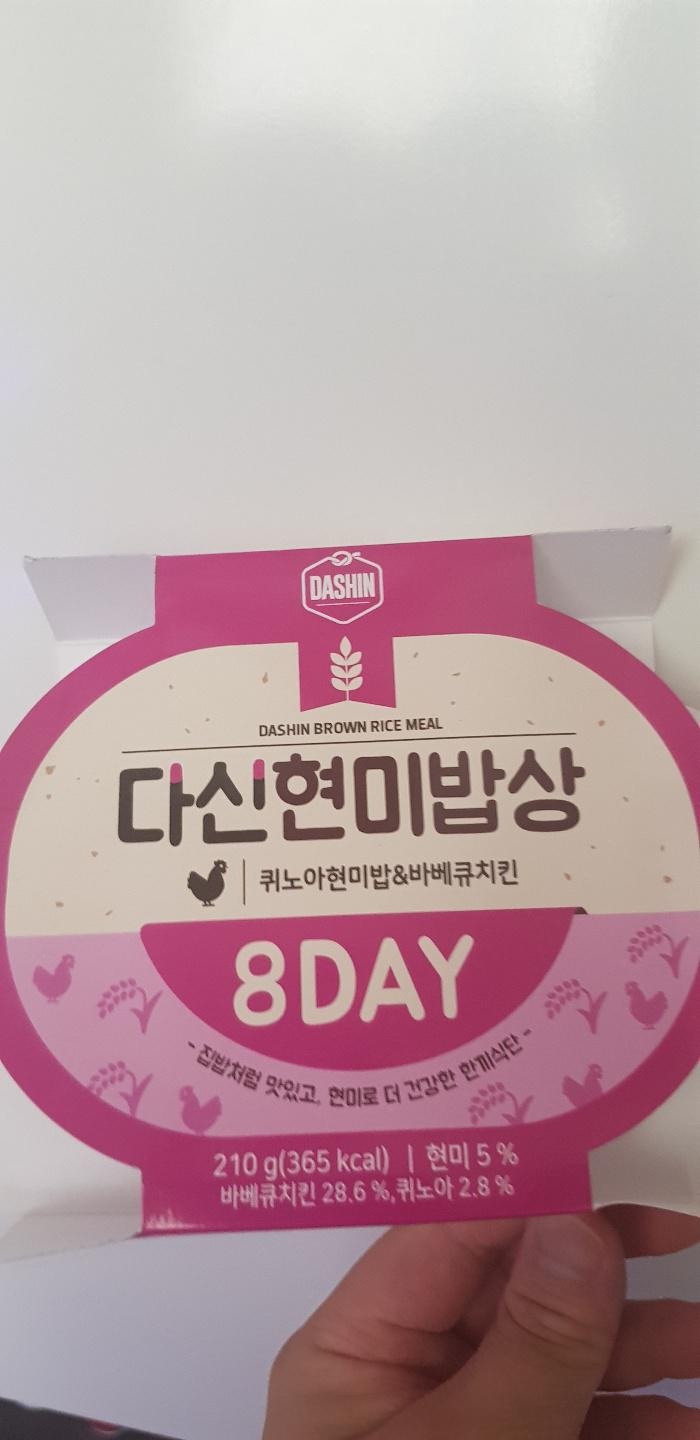 DASHIN
DASHIN BROWN RICE MEAL
다신현미밥상
퀴노아현미밥&바베큐치킨
8DAY
- 집밥처럼 맛있고, 현미로 더 건강한 한끼식단 -
210 g(365 kcal) | 현미 5 %
바베큐치킨 28.6 %,퀴노아 2.8 %